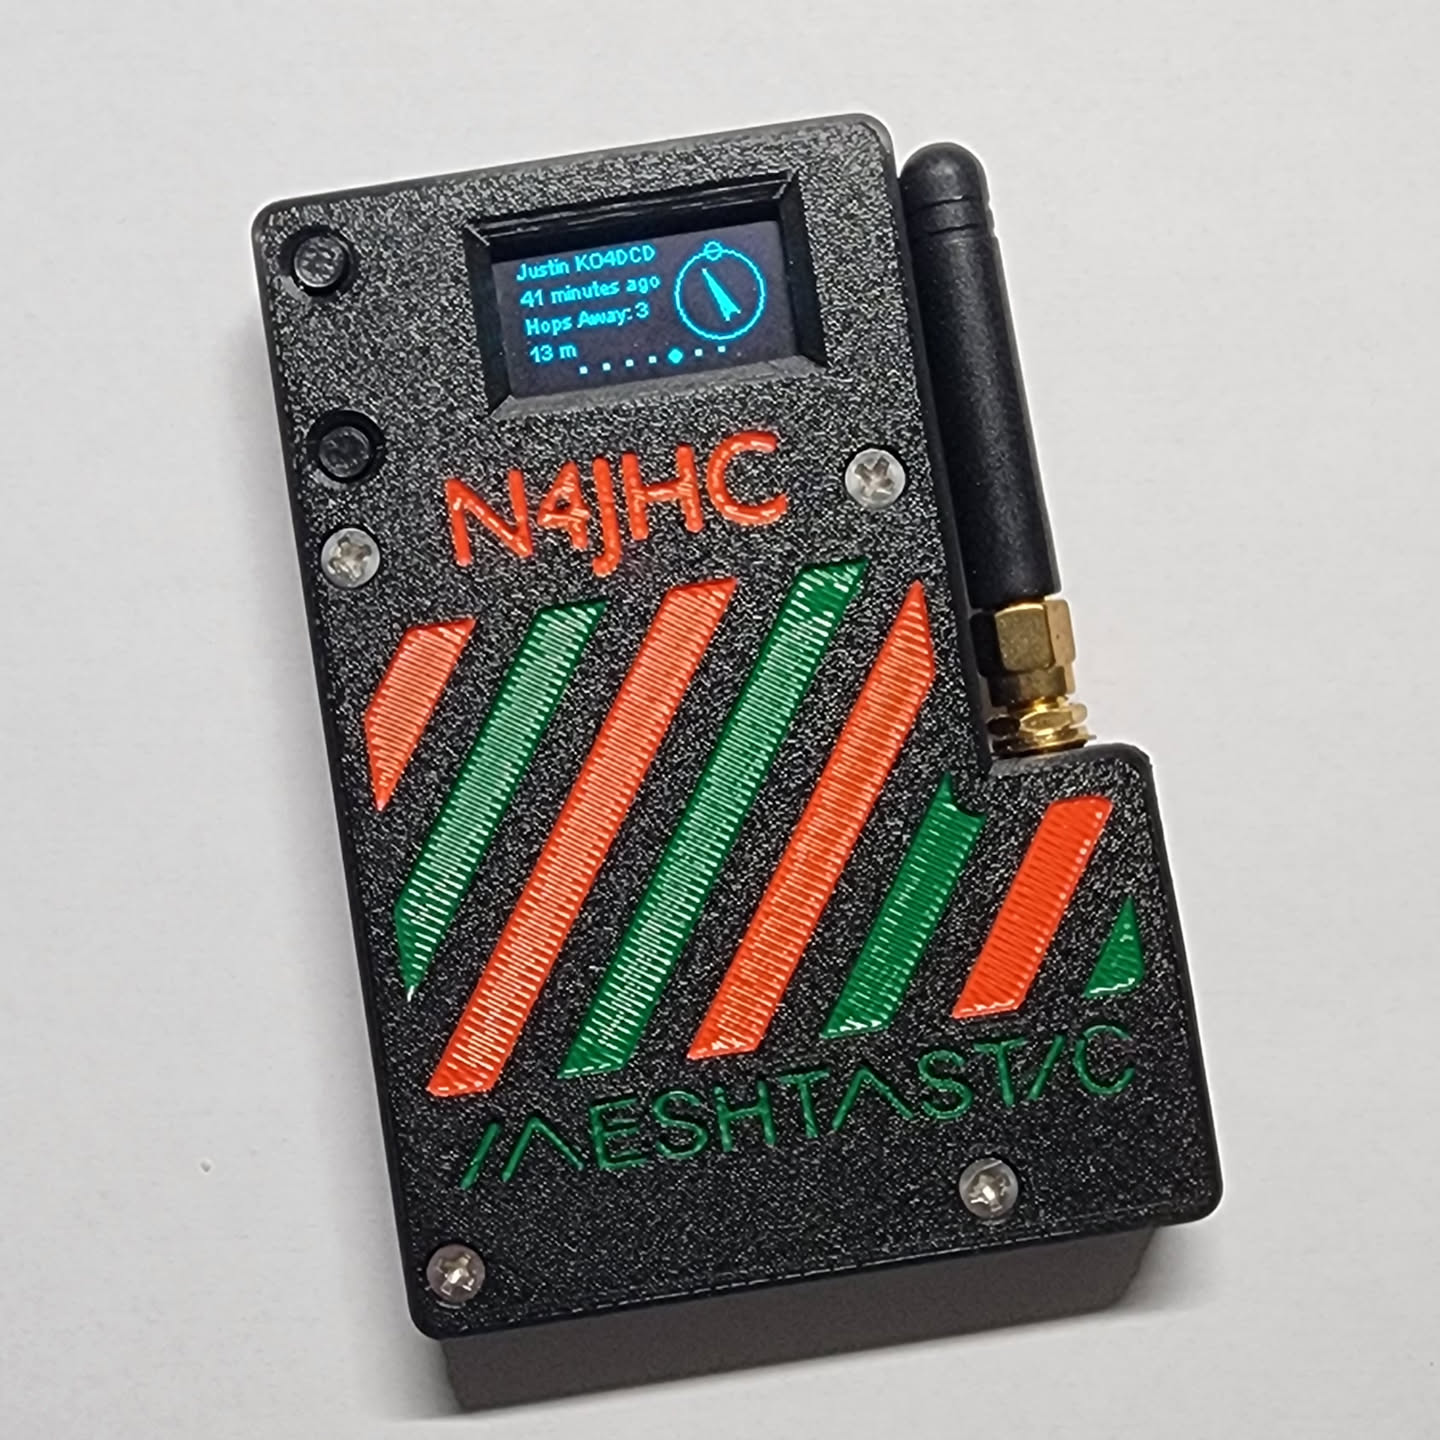 Justin KO4DCD
41 minutes ago
Hops Away: 3
13 m
N4JHC
MESHTASTIC